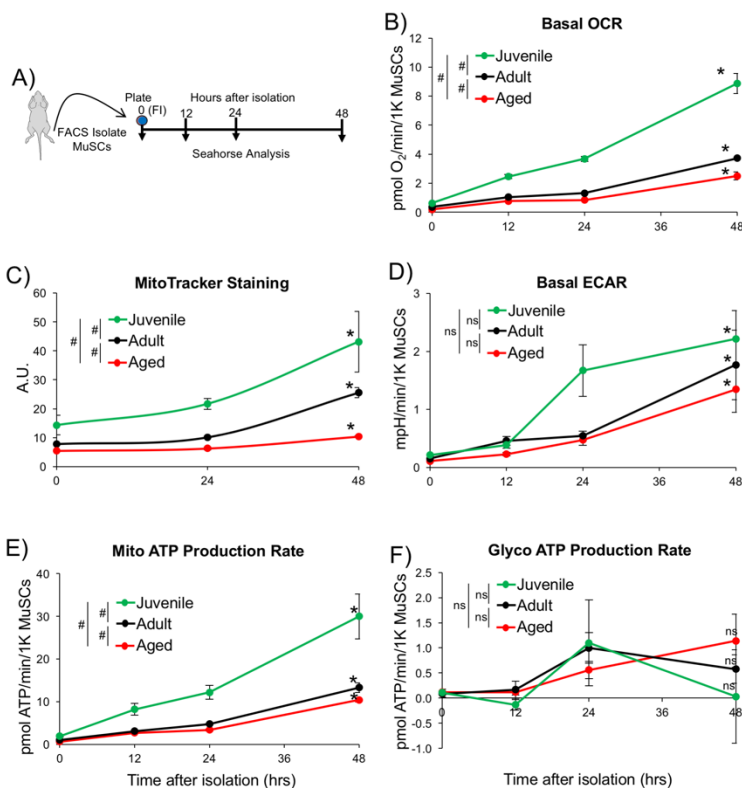 A)
Plate
0 (FI)
Hours after isolation
12
24
48
FACS Isolate
MuSCs
Seahorse Analysis
B)
Basal OCR
pmol O2/min/1K MuSCs
12
10
8
6
4
2
0
# # #
Juvenile
Adult
Aged
*
*
*
0 12 24 36 48
C)
MitoTracker Staining
A.U.
60
50
40
30
20
10
0
# # #
Juvenile
Adult
Aged
*
*
*
0 24 48
D)
Basal ECAR
mpH/min/1K MuSCs
3
2
1
0
ns ns ns
Juvenile
Adult
Aged
*
*
*
0 12 24 36 48
E)
Mito ATP Production Rate
pmol ATP/min/1K MuSCs
40
30
20
10
0
# # #
Juvenile
Adult
Aged
*
*
*
0 12 24 36 48
Time after isolation (hrs)
F)
Glyco ATP Production Rate
pmol ATP/min/1K MuSCs
2.5
2.0
1.5
1.0
0.5
0.0
-0.5
-1.0
ns ns ns
Juvenile
Adult
Aged
ns
ns
ns
0 12 24 36 48
Time after isolation (hrs)